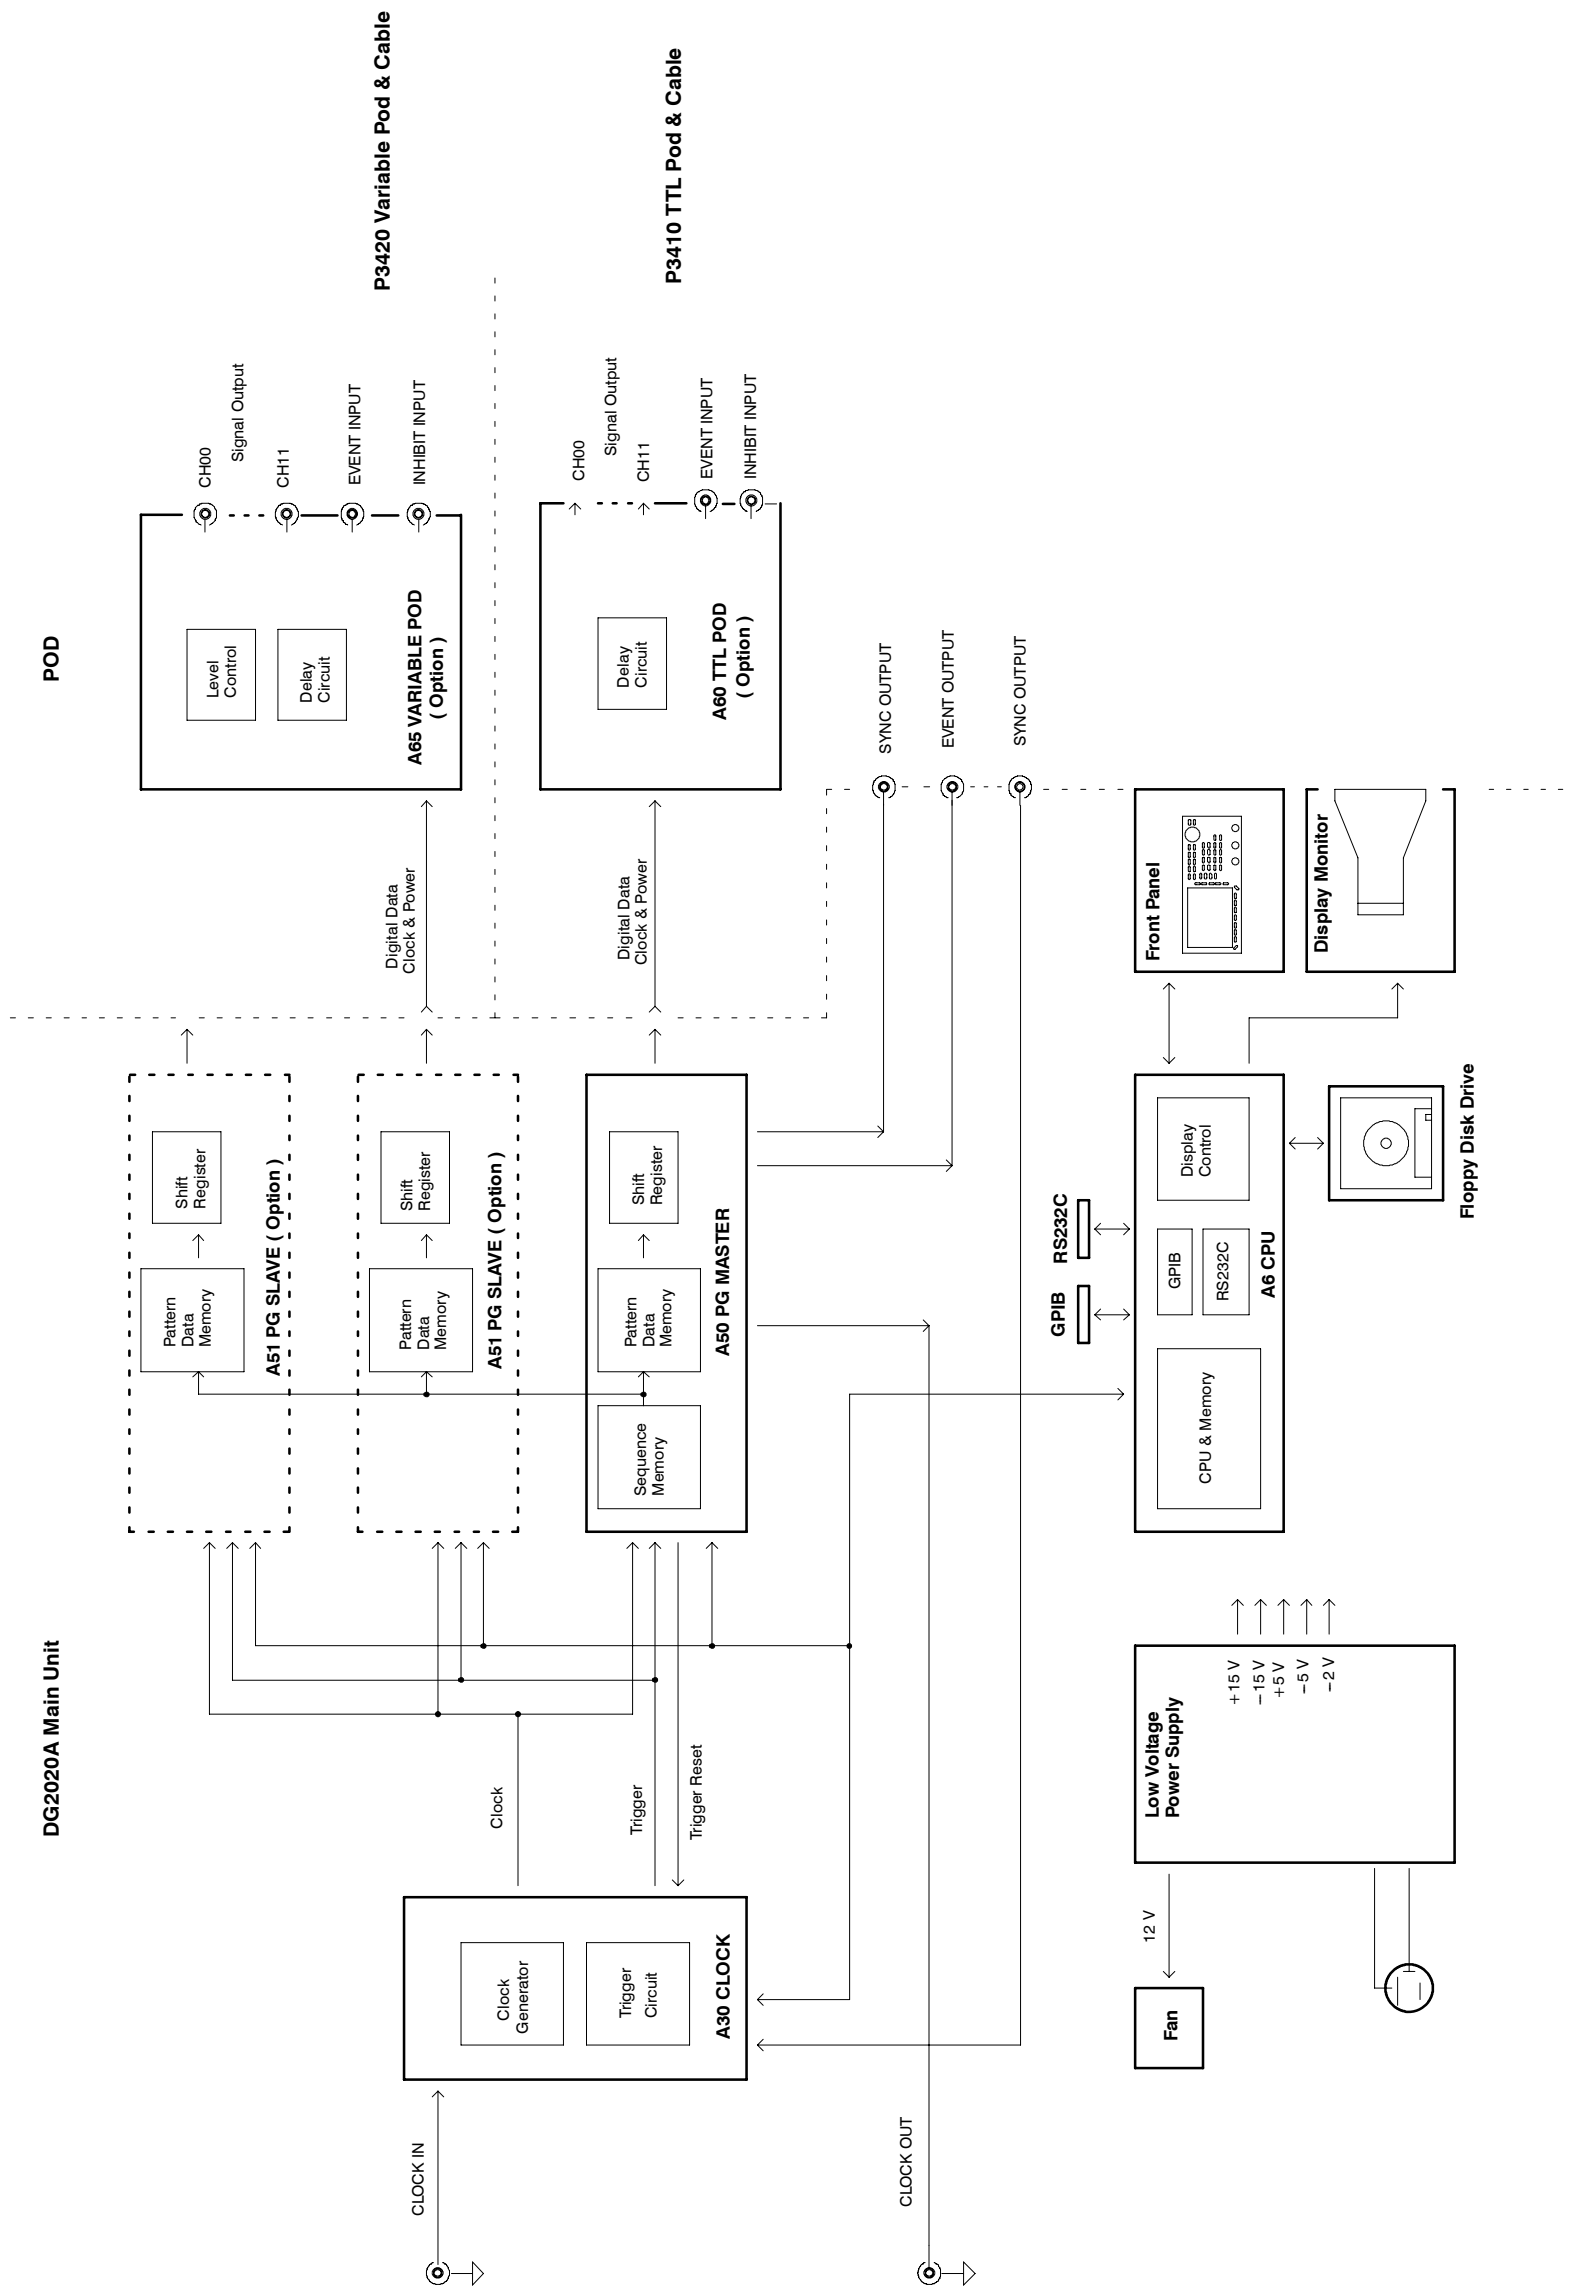 DG2020A Main Unit
POD
CLOCK IN
A30 CLOCK
Clock
Generator
Trigger
Circuit
Clock
Trigger
Trigger Reset
A51 PG SLAVE ( Option )
Pattern
Data
Memory
Shift
Register
A51 PG SLAVE ( Option )
Pattern
Data
Memory
Shift
Register
A50 PG MASTER
Sequence
Memory
Pattern
Data
Memory
Shift
Register
Digital Data
Clock & Power
Digital Data
Clock & Power
Level
Control
Delay
Circuit
A65 VARIABLE POD
( Option )
CH00
Signal Output
CH11
EVENT INPUT
INHIBIT INPUT
P3420 Variable Pod & Cable
Delay
Circuit
A60 TTL POD
( Option )
CH00
Signal Output
CH11
EVENT INPUT
INHIBIT INPUT
P3410 TTL Pod & Cable
CLOCK OUT
SYNC OUTPUT
EVENT OUTPUT
SYNC OUTPUT
Fan
12 V
Low Voltage
Power Supply
+15 V
−15 V
+5 V
−5 V
−2 V
GPIB
RS232C
CPU & Memory
GPIB
RS232C
Display
Control
A6 CPU
Front Panel
Display Monitor
Floppy Disk Drive